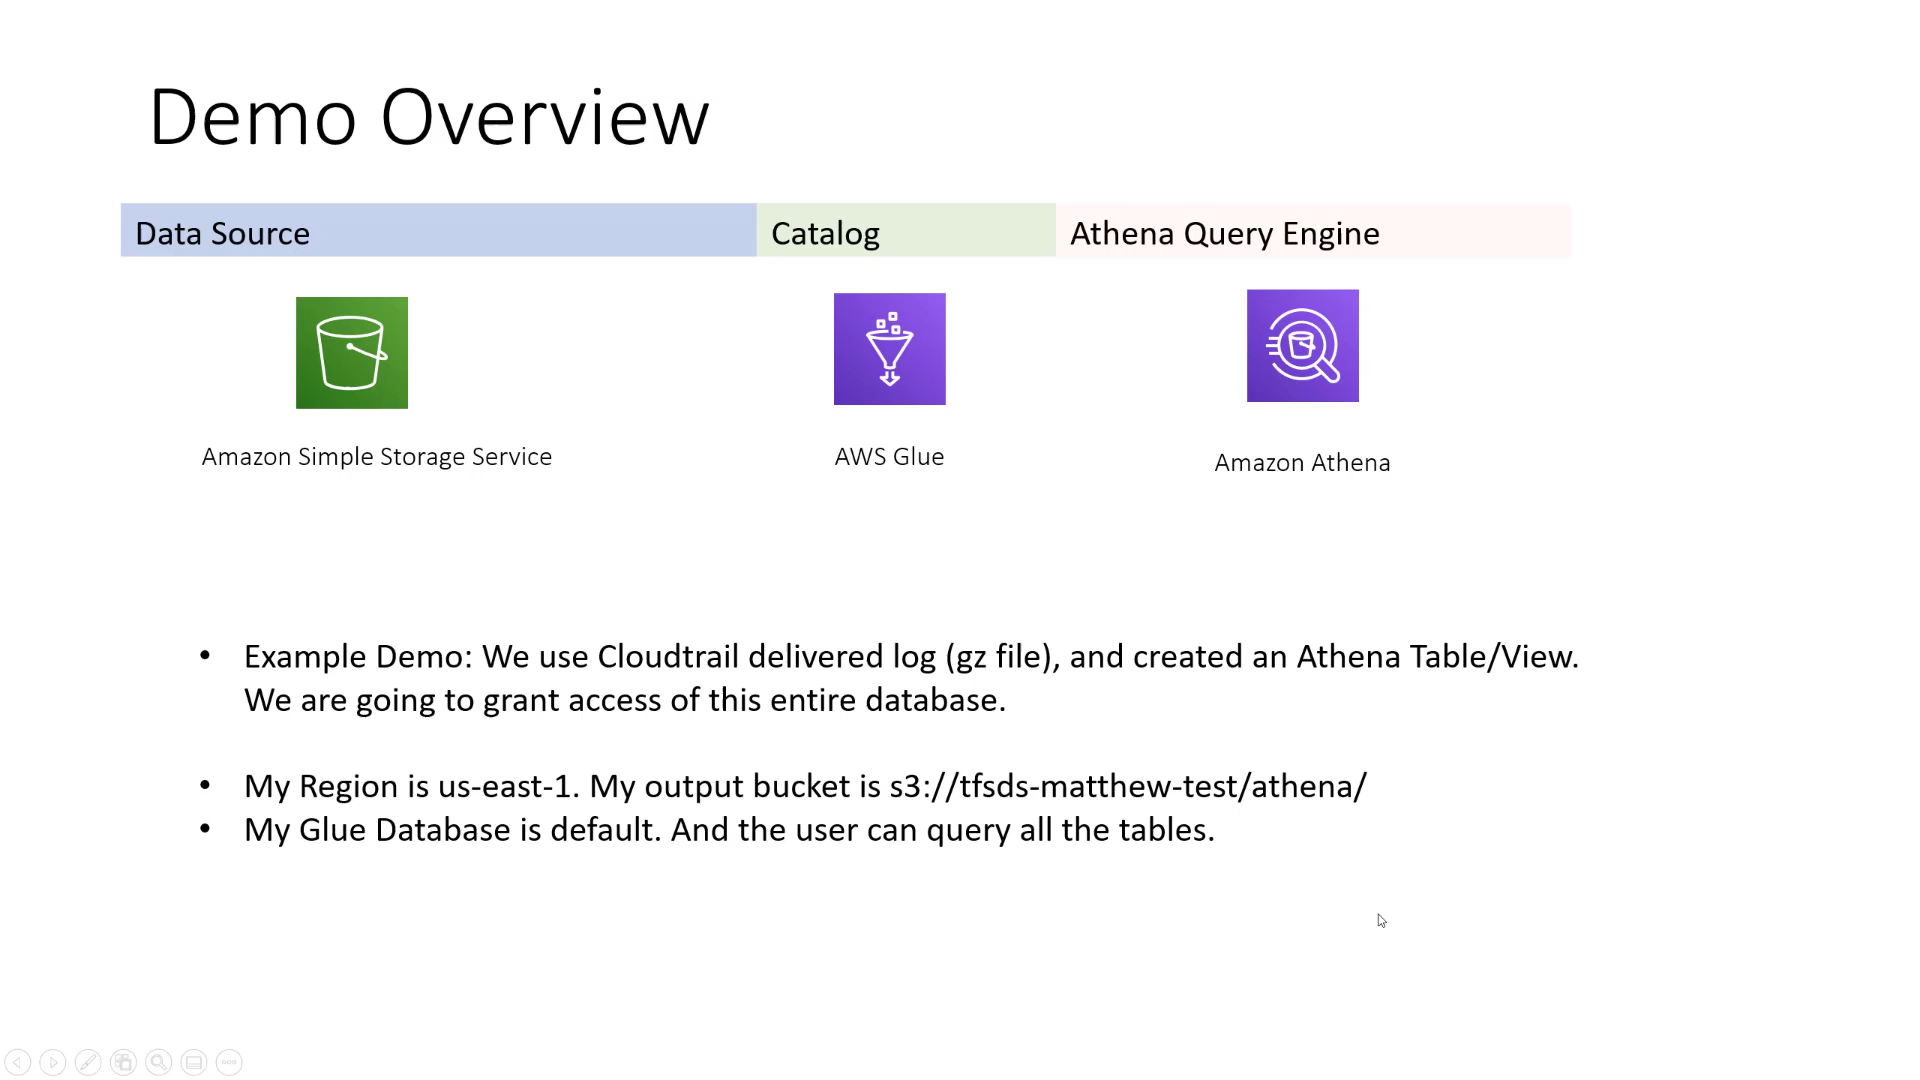 Demo Overview
Data Source
Catalog
Athena Query Engine
Amazon Simple Storage Service
AWS Glue
Amazon Athena
• Example Demo: We use Cloudtrail delivered log (gz file), and created an Athena Table/View.
We are going to grant access of this entire database.
• My Region is us-east-1. My output bucket is s3://tfsds-matthew-test/athena/
• My Glue Database is default. And the user can query all the tables.